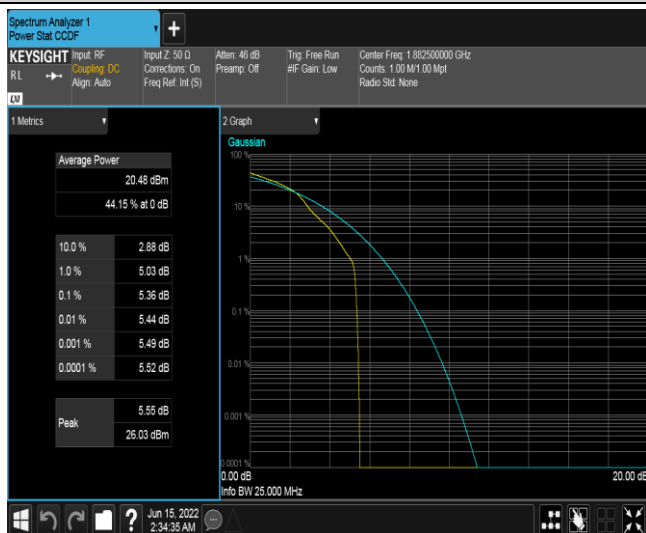 Spectrum Analyzer 1
Power Stat CCDF
+
KEYSIGHT
Input: RF
Input Z: 50 Ω
Atten: 46 dB
Trig: Free Run
Center Freq: 1.882500000 GHz
RL
Coupling: DC
Corrections: On
Preamp: Off
#IF Gain: Low
Counts: 1.00 M/1.00 Mpt
Align: Auto
Freq Ref: Int (S)
Radio Std: None
LXI
1 Metrics
2 Graph
Gaussian
Average Power
20.48 dBm
44.15 % at 0 dB
10.0 % 2.88 dB
1.0 % 5.03 dB
0.1 % 5.36 dB
0.01 % 5.44 dB
0.001 % 5.49 dB
0.0001 % 5.52 dB
Peak
5.55 dB
26.03 dBm
100 %
10 %
1 %
0.1 %
0.01 %
0.001 %
0.0001 %
0.00 dB
20.00 dB
Info BW 25.000 MHz
?
Jun 15, 2022
2:34:35 AM